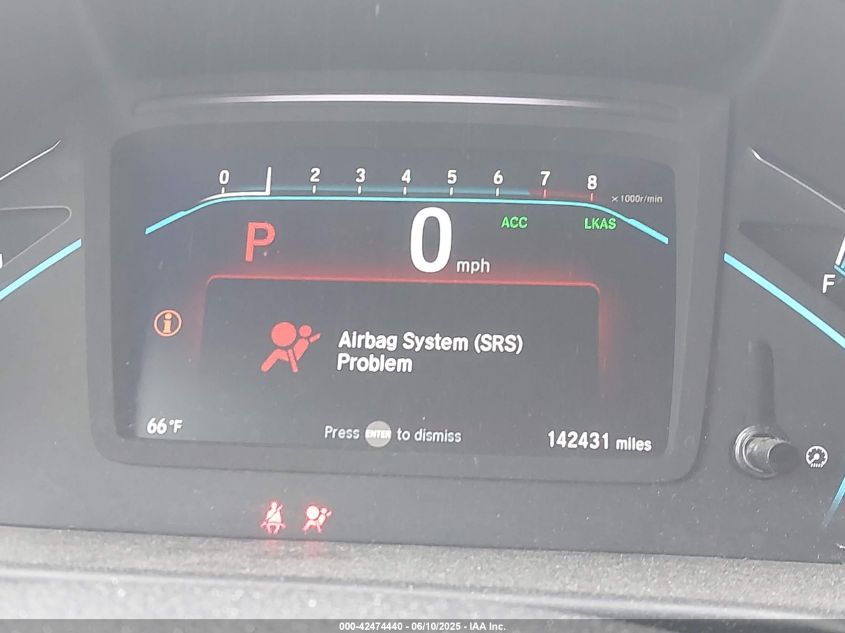 0 2 3 4 5 6 7 8
×1000r/min
P 0 mph ACC LKAS
F
Airbag System (SRS)
Problem
66°F Press ENTER to dismiss 142431 miles
000-42474440 - 06/10/2025 - IAA Inc.